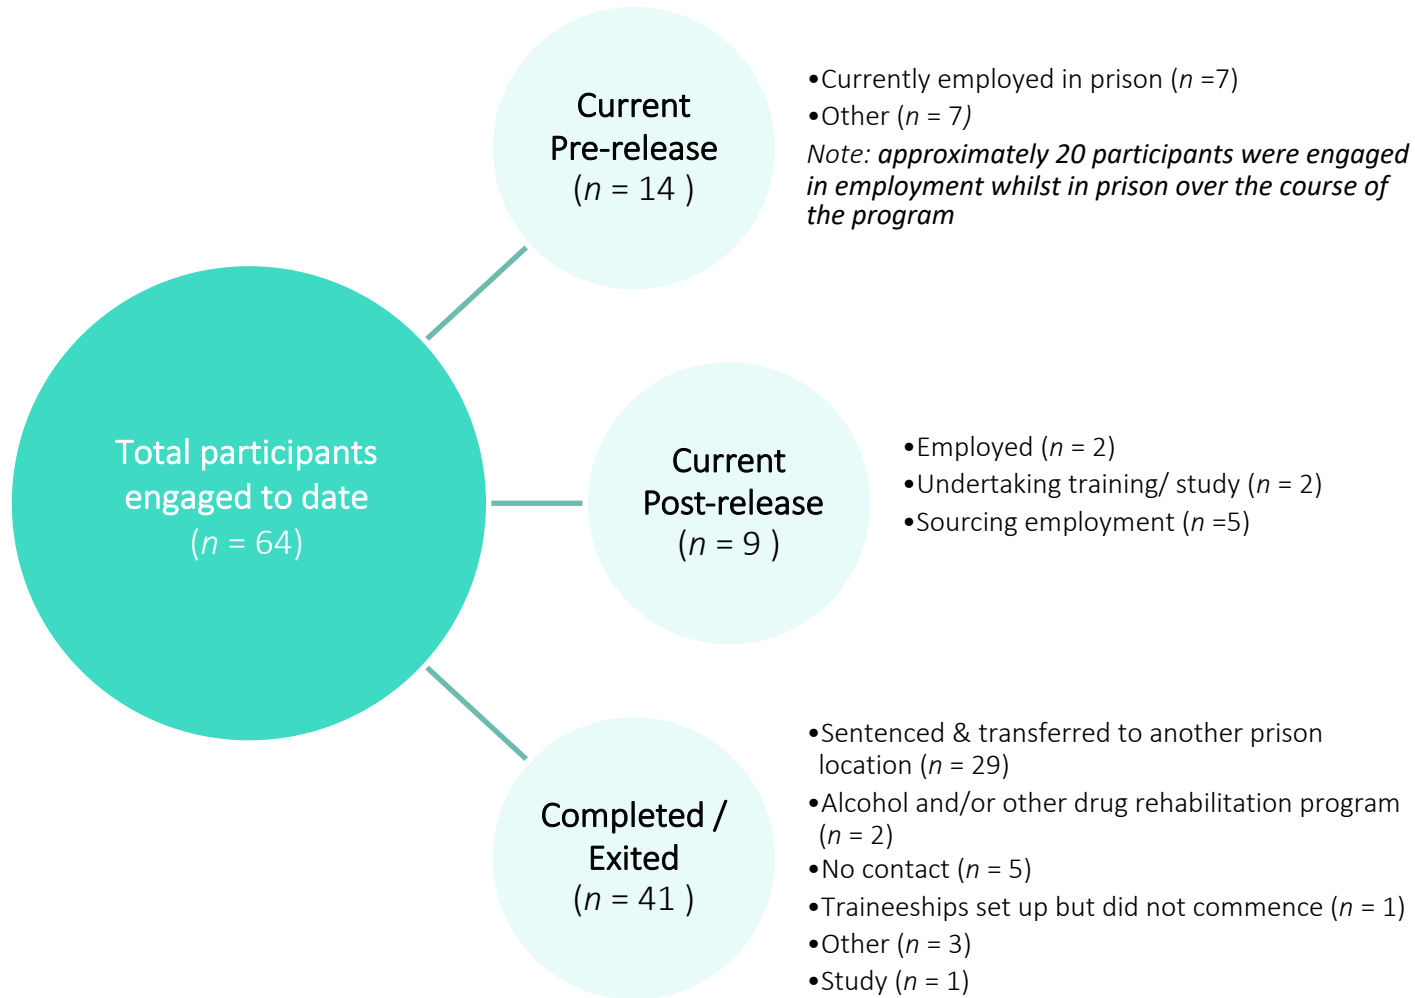 Current
Pre-release
(n = 14 )
•Currently employed in prison (n =7)
•Other (n = 7)
Note: approximately 20 participants were engaged
in employment whilst in prison over the course of
the program
Total participants
engaged to date
(n = 64)
Current
Post-release
(n = 9 )
•Employed (n = 2)
•Undertaking training/ study (n = 2)
•Sourcing employment (n =5)
Completed /
Exited
(n = 41 )
•Sentenced & transferred to another prison
location (n = 29)
•Alcohol and/or other drug rehabilitation program
(n = 2)
•No contact (n = 5)
•Traineeships set up but did not commence (n = 1)
•Other (n = 3)
•Study (n = 1)